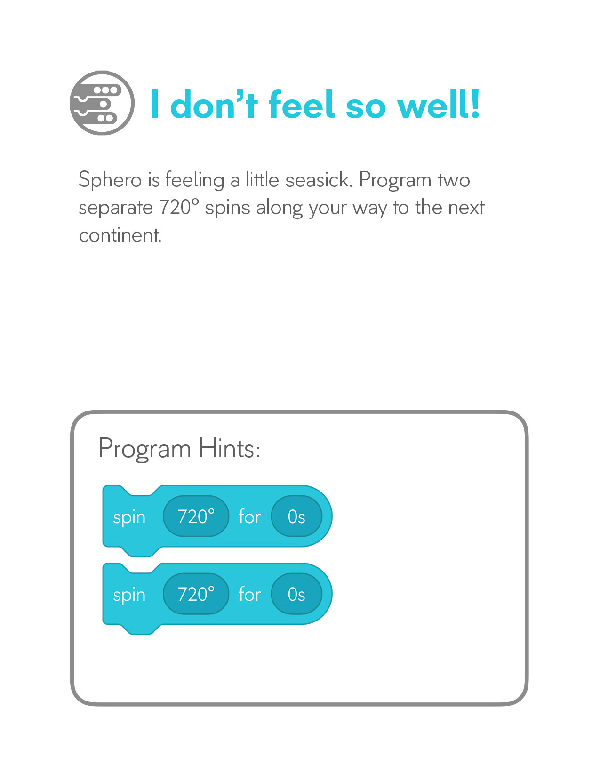 I don't feel so well!
Sphero is feeling a little seasick. Program two
separate 720° spins along your way to the next
continent.
Program Hints:
spin 720° for 0s
spin 720° for 0s